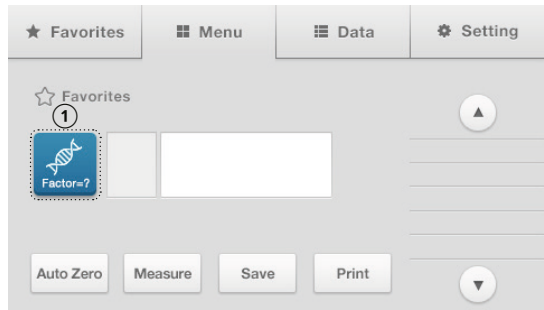 Favorites Menu Data Setting
Favorites
1
Factor=?
Auto Zero Measure Save Print